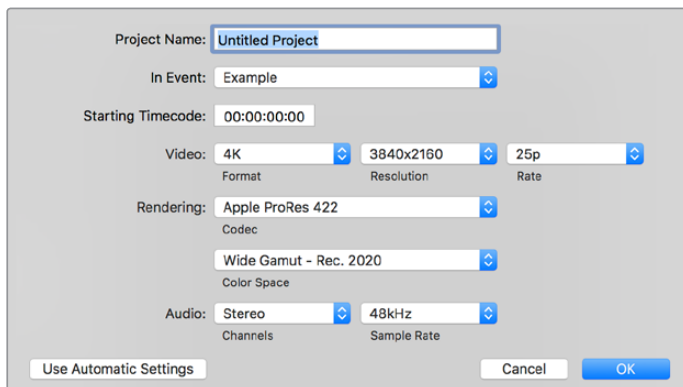 Project Name: Untitled Project
In Event: Example
Starting Timecode: 00:00:00:00
Video: 4K 3840x2160 25p
Format Resolution Rate
Rendering: Apple ProRes 422
Codec
Wide Gamut - Rec. 2020
Color Space
Audio: Stereo 48kHz
Channels Sample Rate
Use Automatic Settings Cancel OK